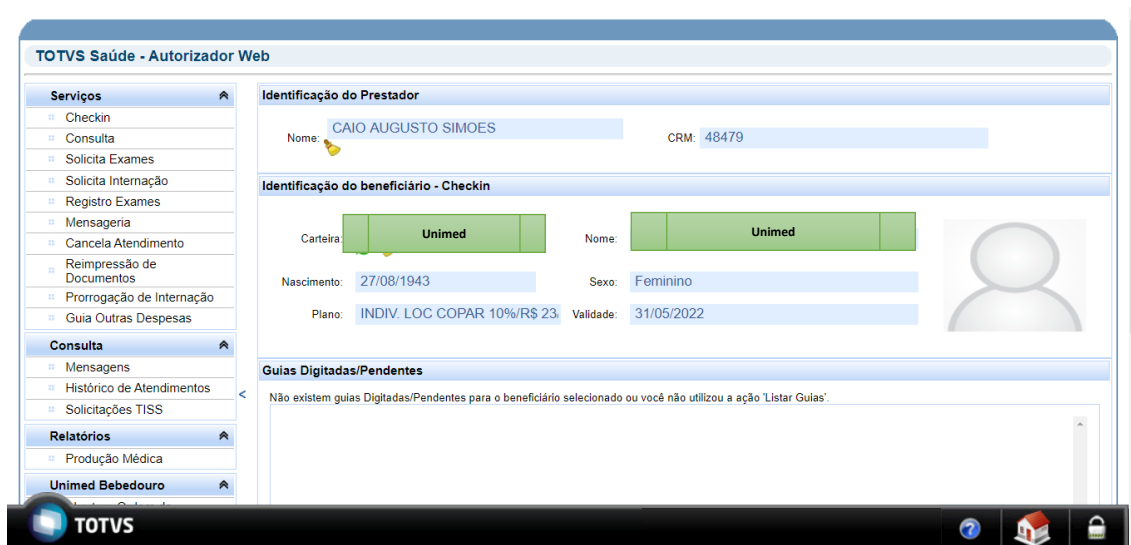 TOTVS Saúde - Autorizador Web
Serviços
Checkin
Consulta
Solicita Exames
Solicita Internação
Registro Exames
Mensageria
Cancela Atendimento
Reimpressão de
Documentos
Prorrogação de Internação
Guia Outras Despesas
Consulta
Mensagens
Histórico de Atendimentos
Solicitações TISS
Relatórios
Produção Médica
Unimed Bebedouro
<
Identificação do Prestador
Nome: CAIO AUGUSTO SIMOES CRM: 48479
Identificação do beneficiário - Checkin
Carteira: Unimed Nome: Unimed
Nascimento: 27/08/1943 Sexo: Feminino
Plano: INDIV. LOC COPAR 10%/R$ 23 Validade: 31/05/2022
Guias Digitadas/Pendentes
Não existem guias Digitadas/Pendentes para o beneficiário selecionado ou você não utilizou a ação 'Listar Guias'.
TOTVS
?